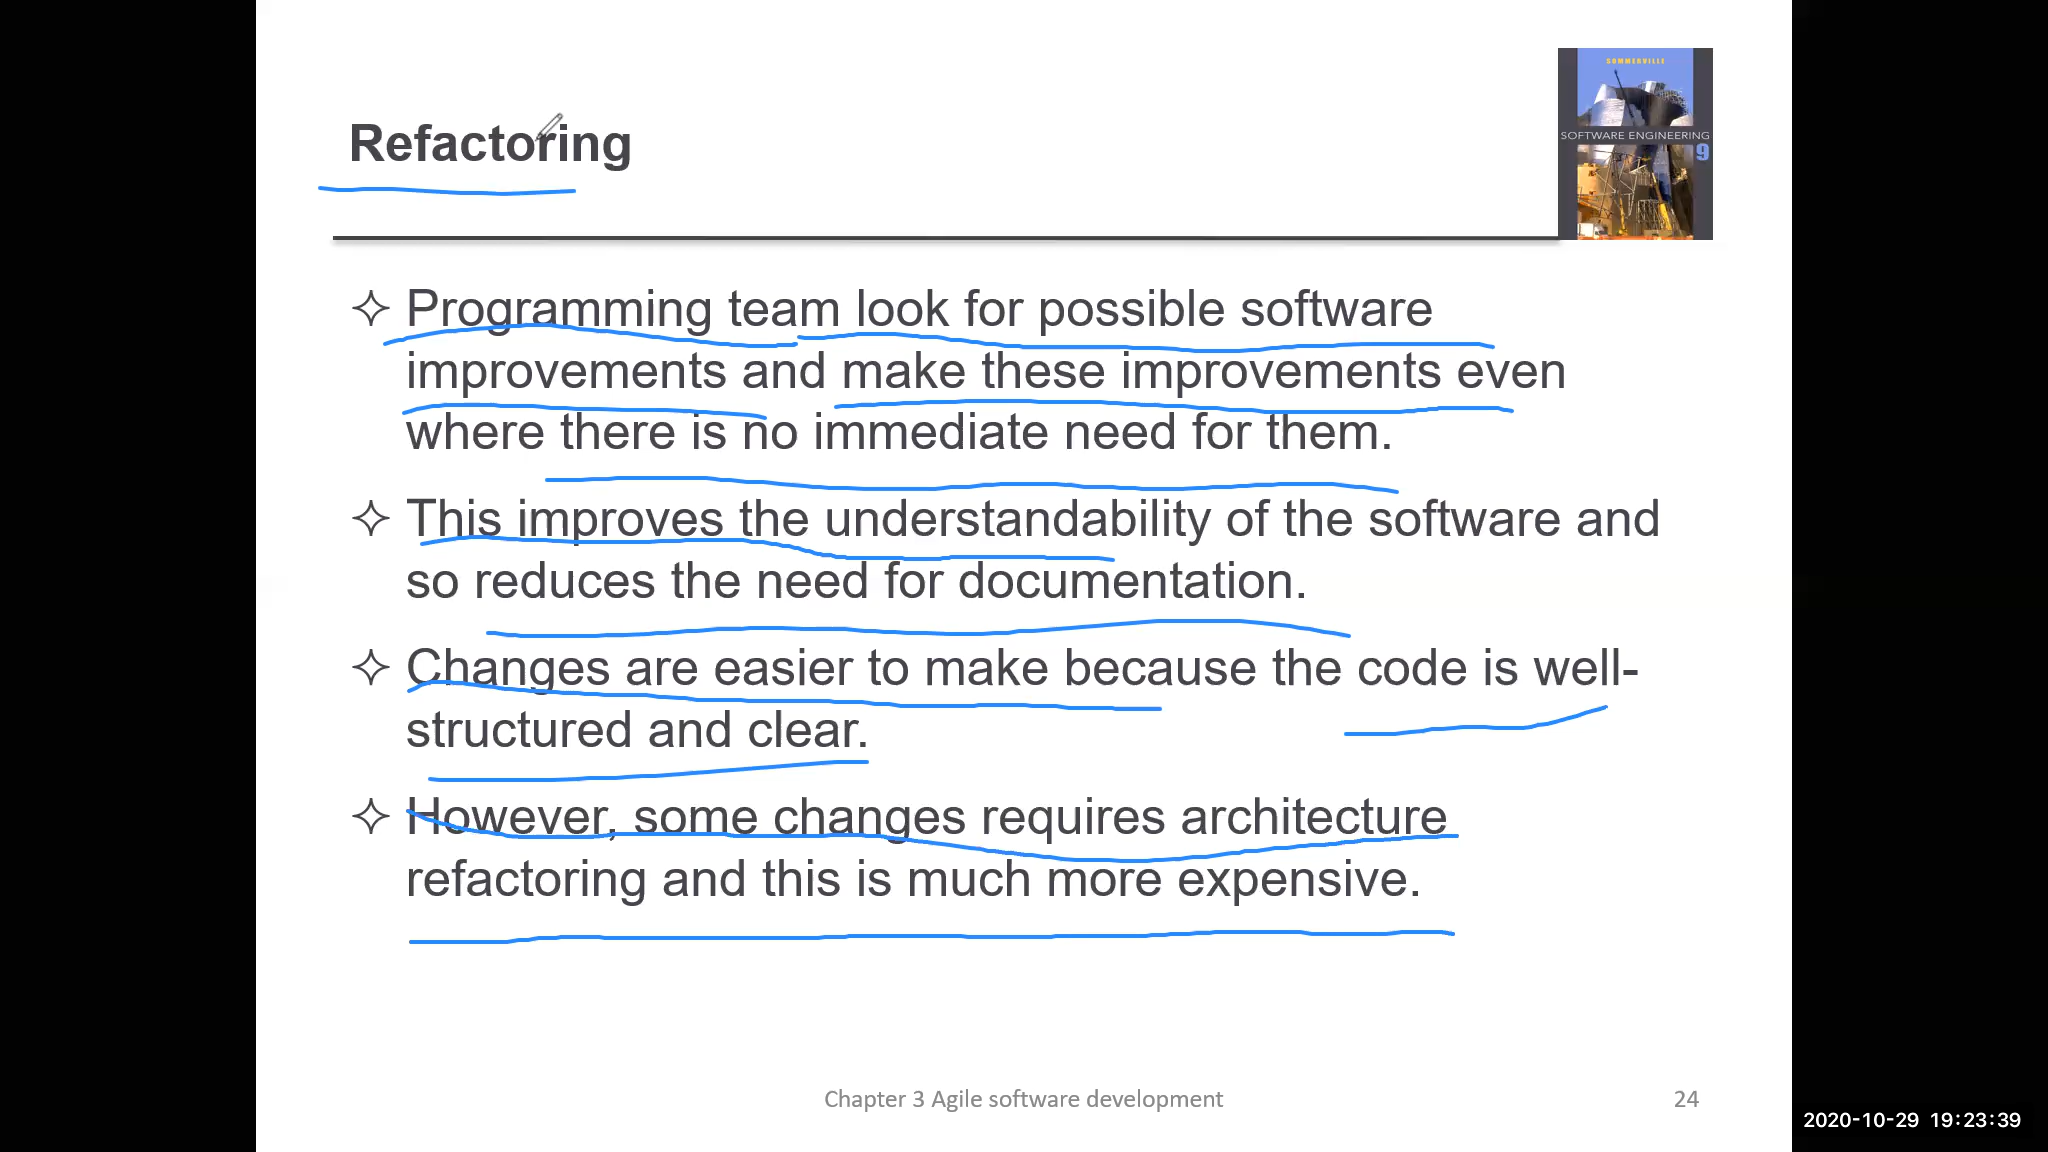 SOMMERVILLE
Refactoring
SOFTWARE ENGINEERING
9
✧ Programming team look for possible software
improvements and make these improvements even
where there is no immediate need for them.
✧ This improves the understandability of the software and
so reduces the need for documentation.
✧ Changes are easier to make because the code is well-
structured and clear.
✧ However, some changes requires architecture
refactoring and this is much more expensive.
Chapter 3 Agile software development
24
2020-10-29 19:23:39